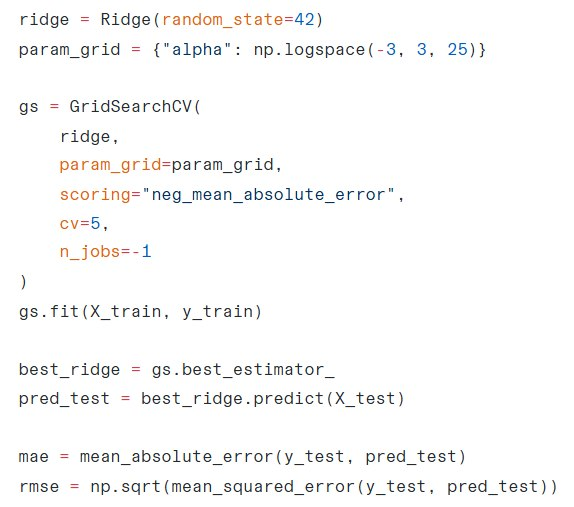 ridge = Ridge(random_state=42)
param_grid = {"alpha": np.logspace(-3, 3, 25)}
gs = GridSearchCV(
    ridge,
    param_grid=param_grid,
    scoring="neg_mean_absolute_error",
    cv=5,
    n_jobs=-1
)
gs.fit(X_train, y_train)
best_ridge = gs.best_estimator_
pred_test = best_ridge.predict(X_test)
mae = mean_absolute_error(y_test, pred_test)
rmse = np.sqrt(mean_squared_error(y_test, pred_test))